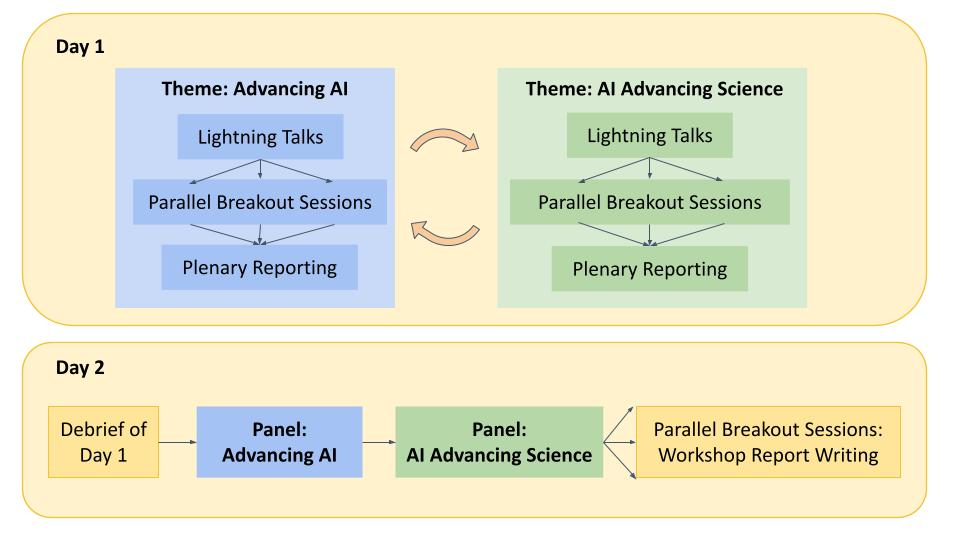 Day 1
Theme: Advancing AI
Lightning Talks
Parallel Breakout Sessions
Plenary Reporting
Theme: AI Advancing Science
Lightning Talks
Parallel Breakout Sessions
Plenary Reporting
Day 2
Debrief of
Day 1
Panel:
Advancing AI
Panel:
AI Advancing Science
Parallel Breakout Sessions:
Workshop Report Writing